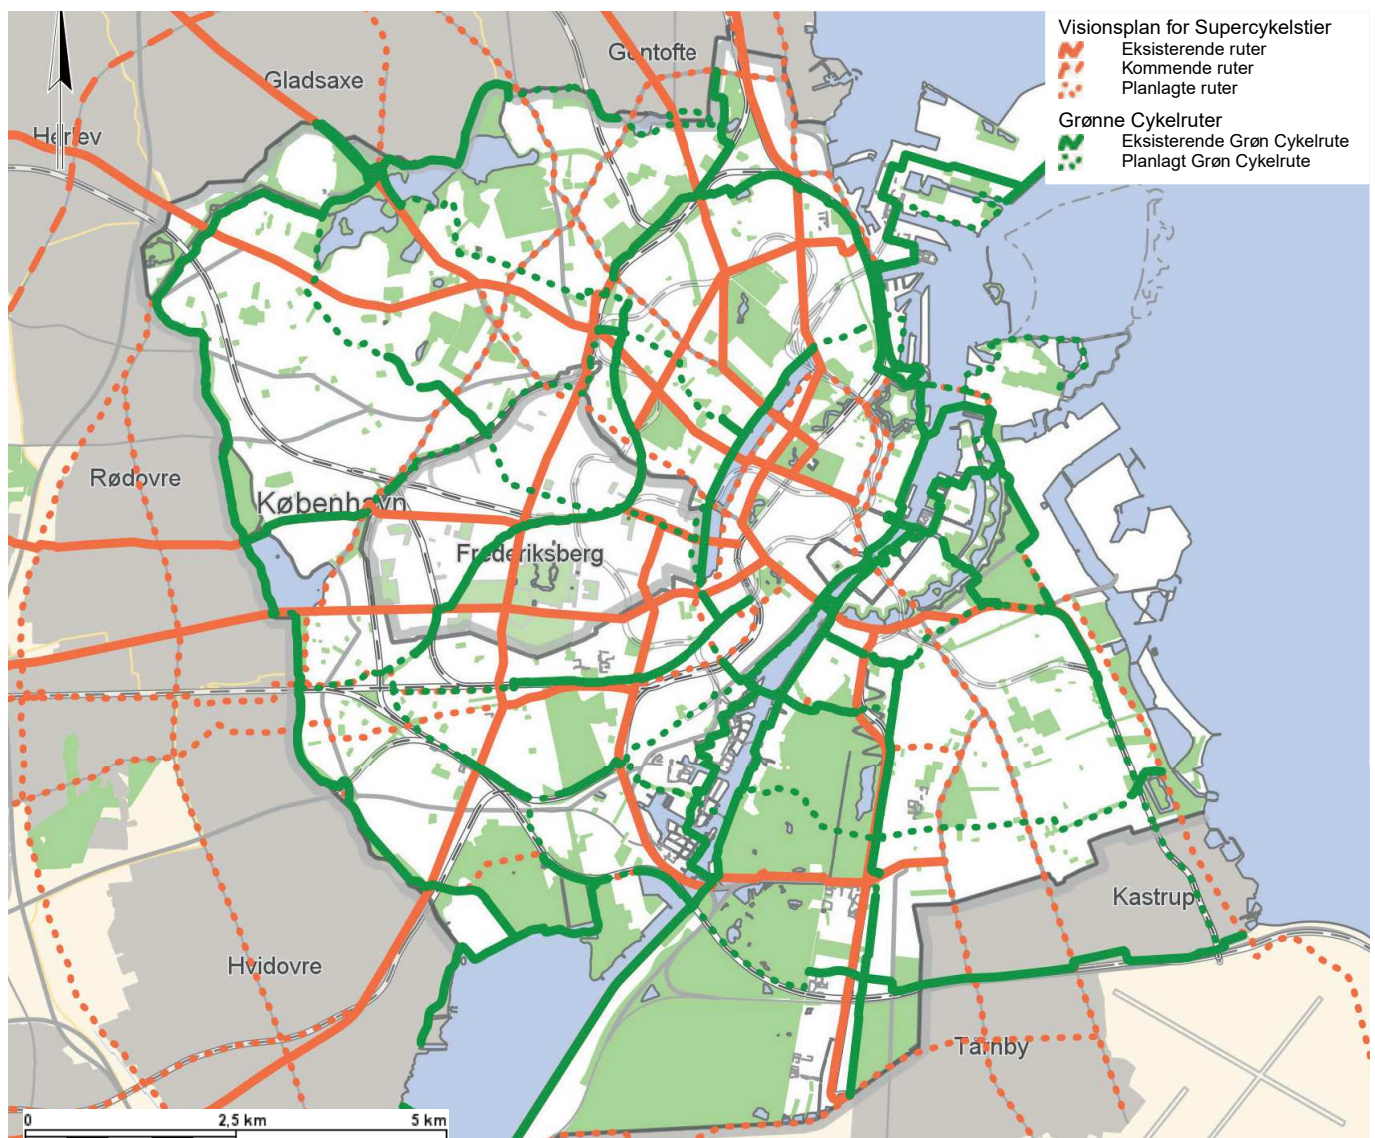 Visionsplan for Supercykelstier
Eksisterende ruter
Kommende ruter
Planlagte ruter
Grønne Cykelruter
Eksisterende Grøn Cykelrute
Planlagt Grøn Cykelrute
Gentofte
Gladsaxe
Herlev
Rødovre
København
Frederiksberg
Kastrup
Hvidovre
Tårnby
0 2,5 km 5 km